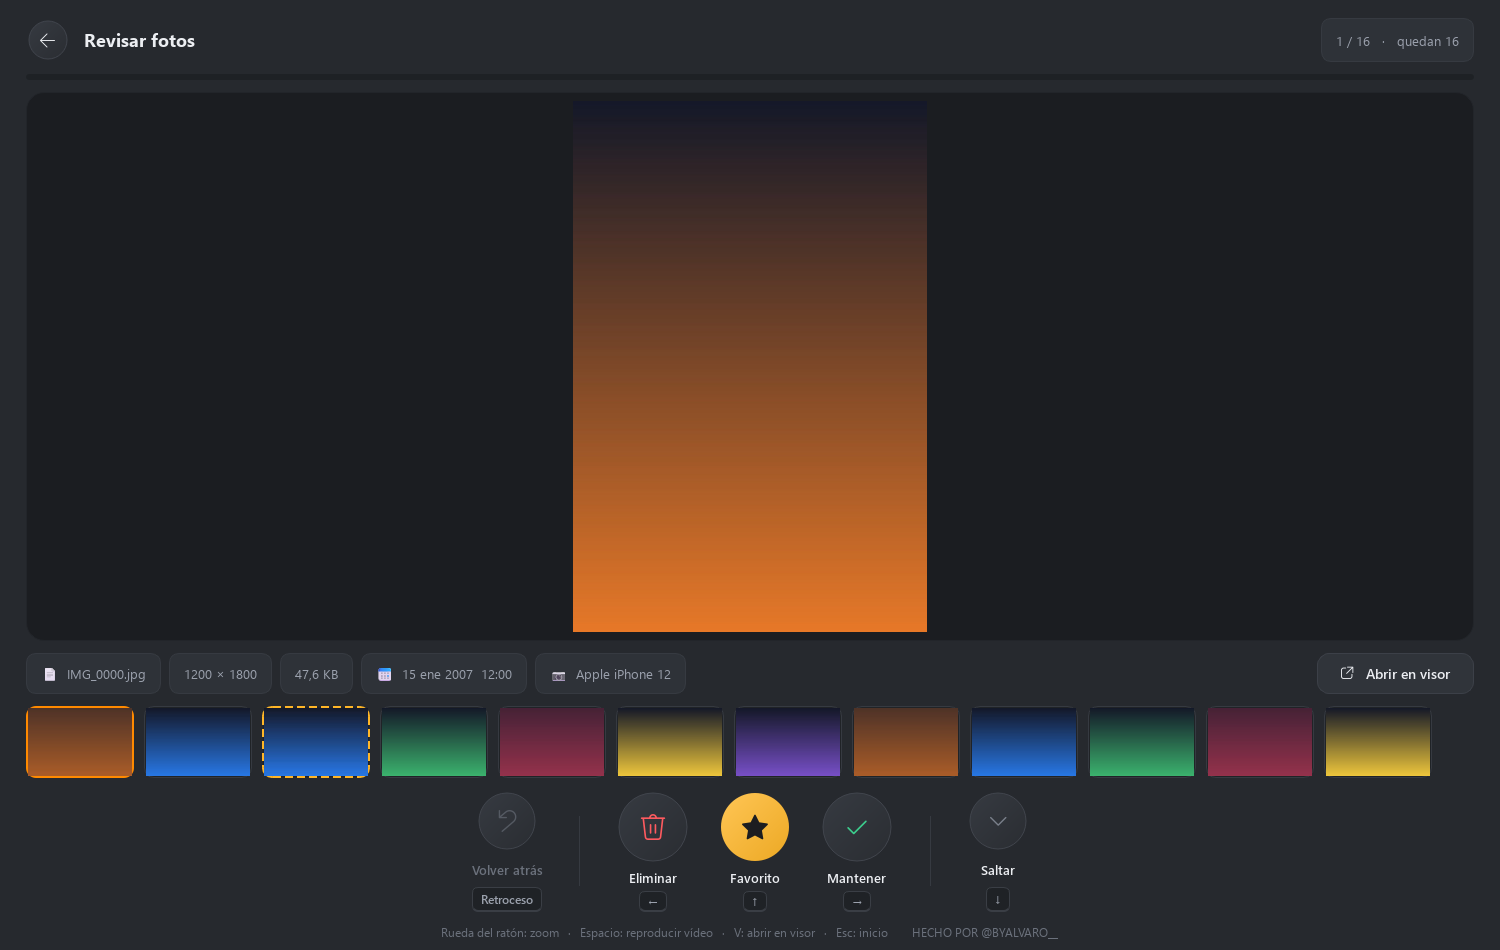 Revisar fotos
1 / 16 · quedan 16
IMG_0000.jpg
1200 × 1800
47,6 KB
15 ene 2007 12:00
Apple iPhone 12
Abrir en visor
Volver atrás
Retroceso
Eliminar
←
Favorito
↑
Mantener
→
Saltar
↓
Rueda del ratón: zoom · Espacio: reproducir vídeo · V: abrir en visor · Esc: inicio HECHO POR @BYALVARO__